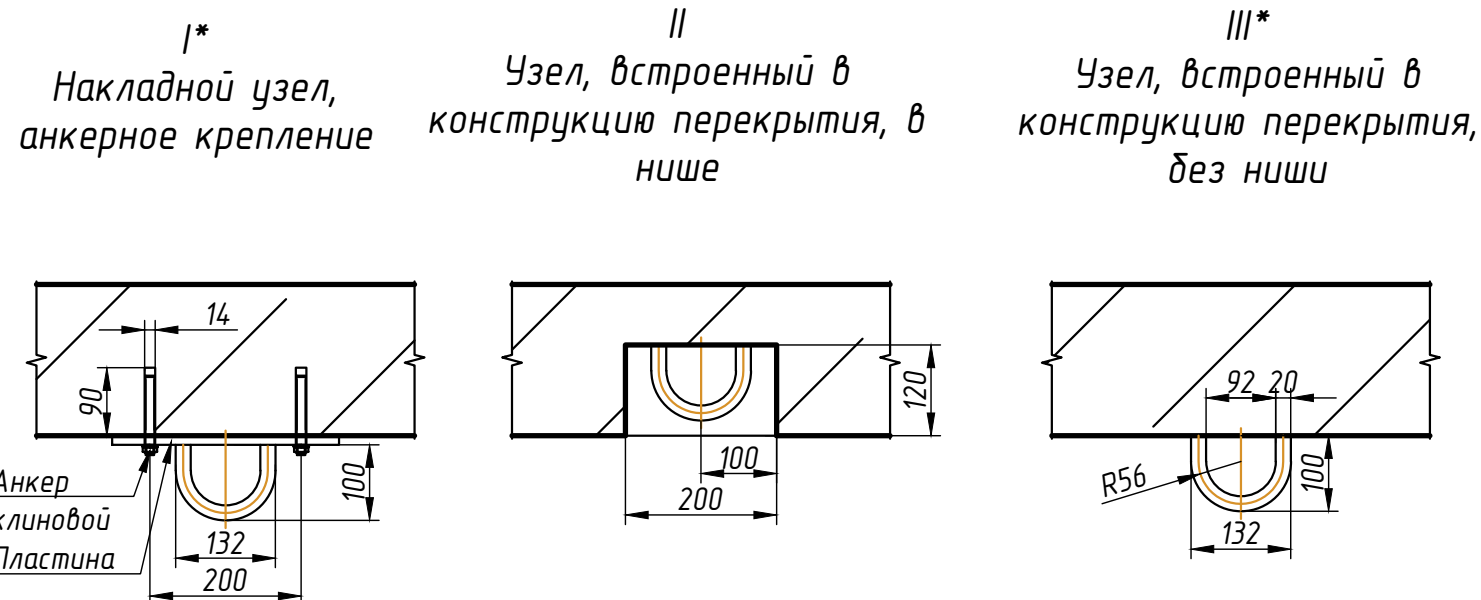 I*
Накладной узел,
анкерное крепление
II
Узел, встроенный в
конструкцию перекрытия, в
нише
III*
Узел, встроенный в
конструкцию перекрытия,
без ниши
14
90
100
Анкер
клиновой
Пластина
132
200
120
100
200
92 20
R56
100
132